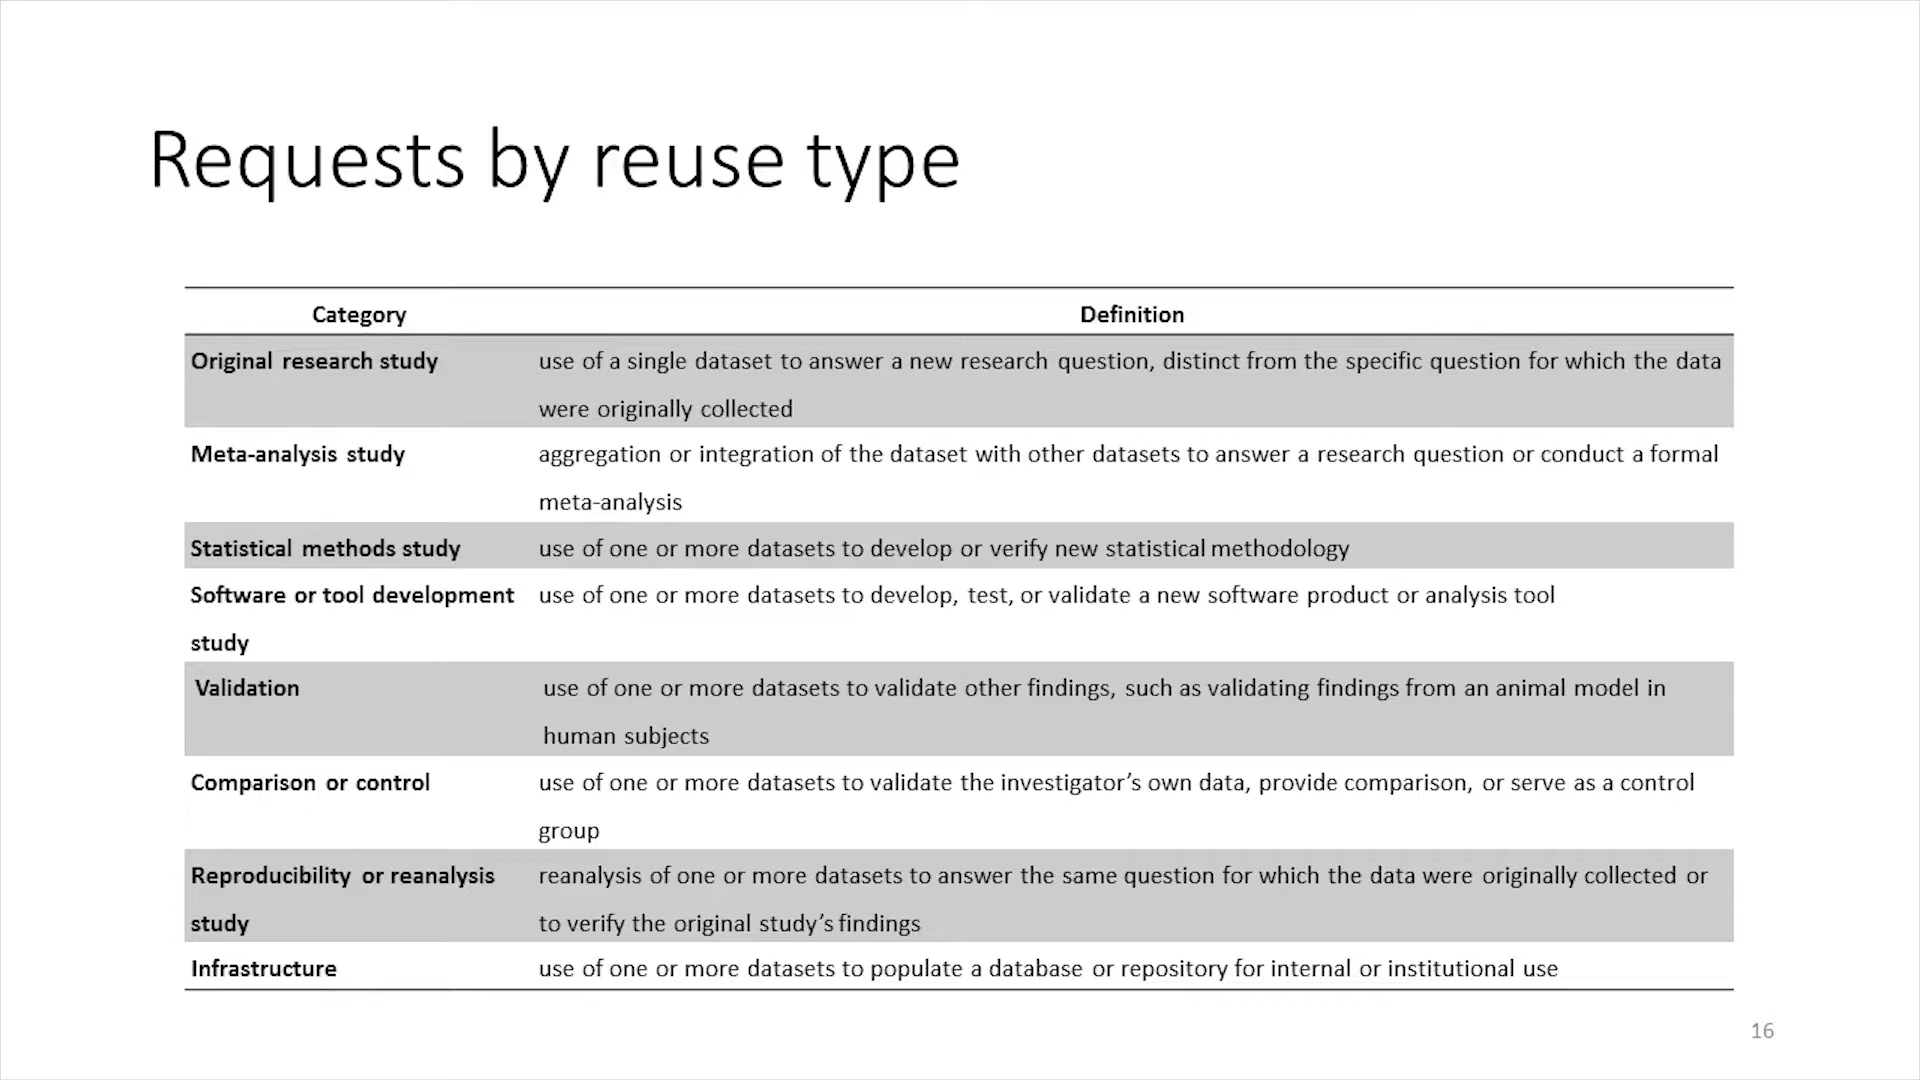 Requests by reuse type
Category Definition
Original research study use of a single dataset to answer a new research question, distinct from the specific question for which the data
were originally collected
Meta-analysis study aggregation or integration of the dataset with other datasets to answer a research question or conduct a formal
meta-analysis
Statistical methods study use of one or more datasets to develop or verify new statistical methodology
Software or tool development use of one or more datasets to develop, test, or validate a new software product or analysis tool
study
Validation use of one or more datasets to validate other findings, such as validating findings from an animal model in
human subjects
Comparison or control use of one or more datasets to validate the investigator’s own data, provide comparison, or serve as a control
group
Reproducibility or reanalysis reanalysis of one or more datasets to answer the same question for which the data were originally collected or
study to verify the original study’s findings
Infrastructure use of one or more datasets to populate a database or repository for internal or institutional use
16